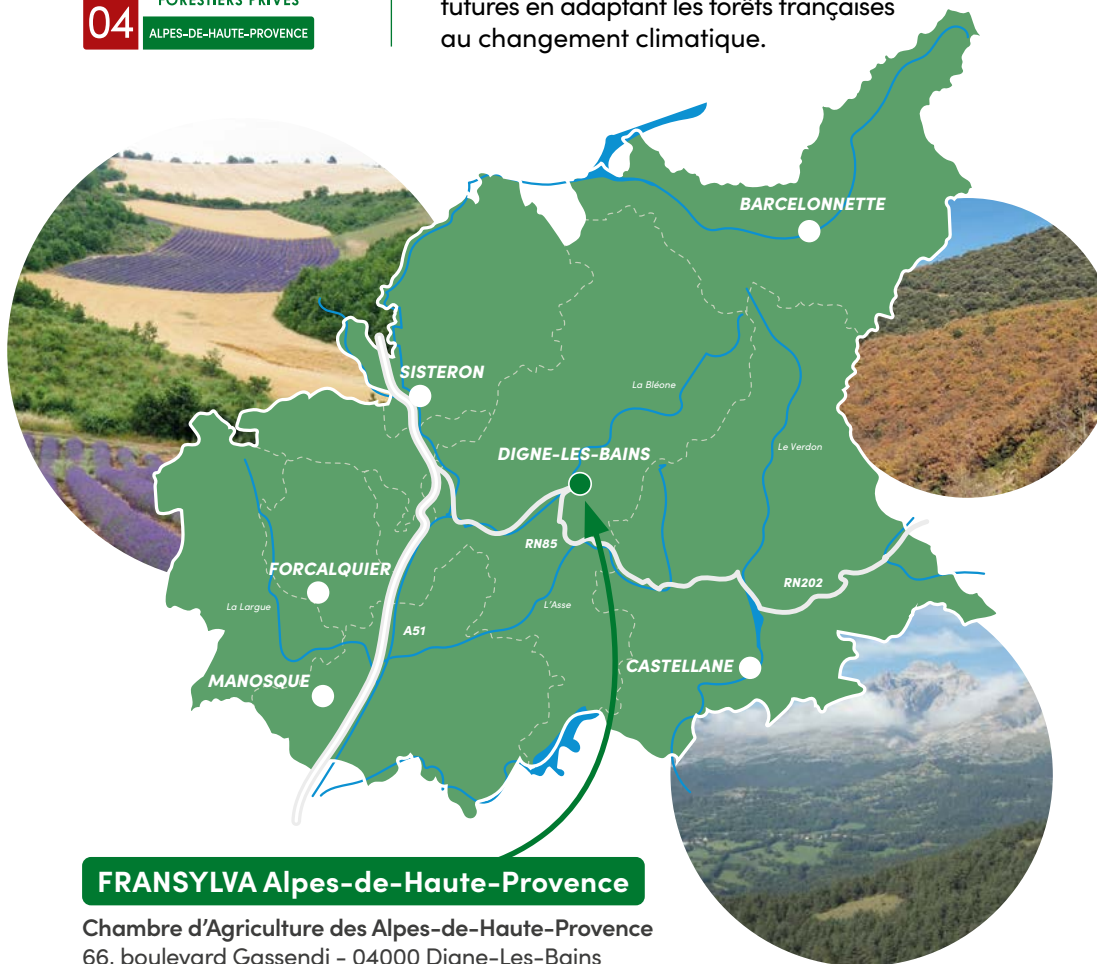 FORESTIERS PRIVÉS
04
ALPES-DE-HAUTE-PROVENCE
futures en adaptant les forêts françaises
au changement climatique.
BARCELONNETTE
SISTERON
La Bléone
DIGNE-LES-BAINS
Le Verdon
RN85
FORCALQUIER
RN202
La Largue
L'Asse
A51
CASTELLANE
MANOSQUE
FRANSYLVA Alpes-de-Haute-Provence
Chambre d'Agriculture des Alpes-de-Haute-Provence
66, boulevard Gassendi - 04000 Digne-Les-Bains